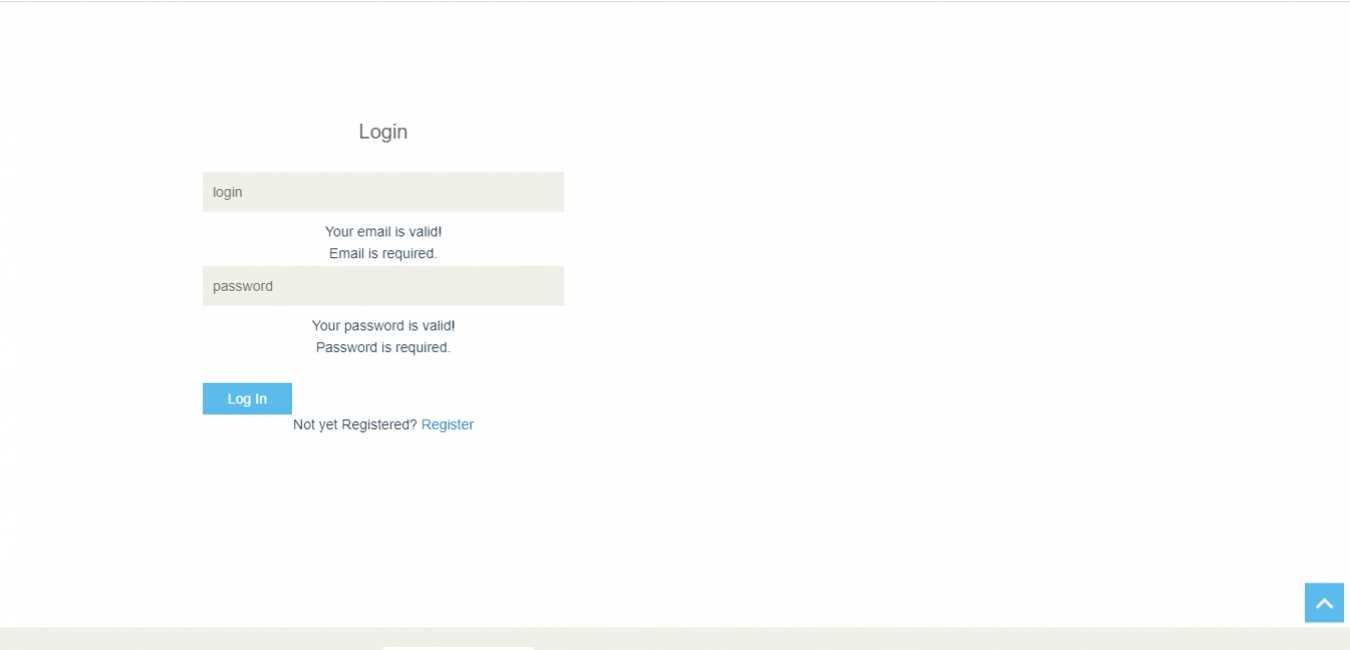 Login
login
Your email is valid!
Email is required.
password
Your password is valid!
Password is required.
Log In
Not yet Registered? Register